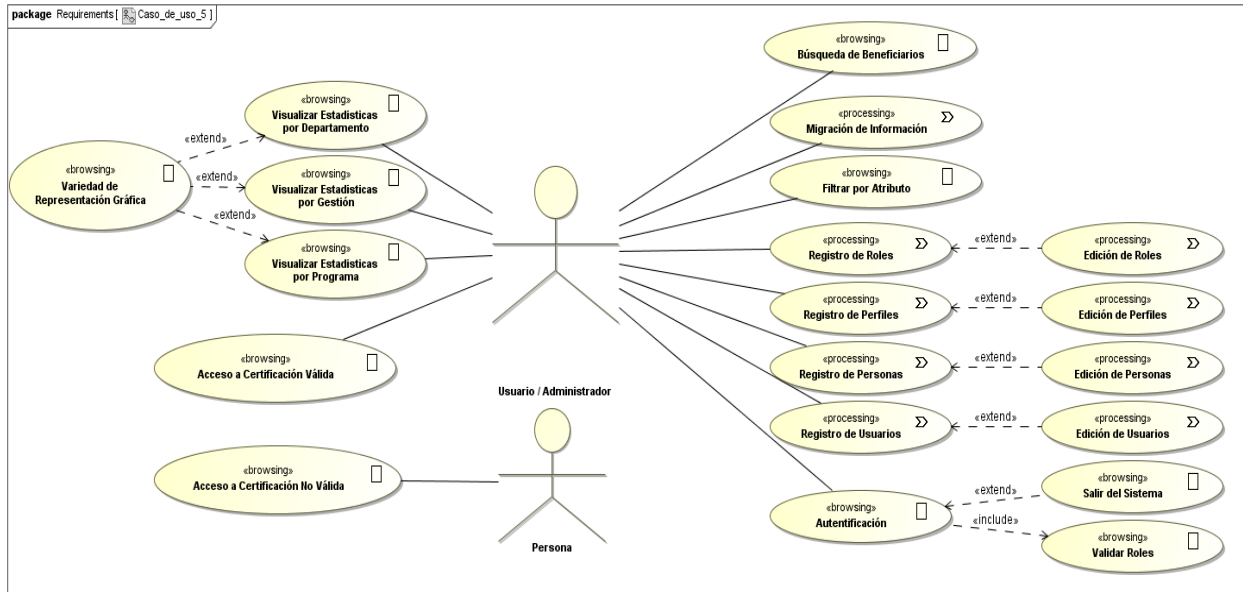 package Requirements [ Caso_de_uso_5 ]
«browsing»
Búsqueda de Beneficiarios
«browsing»
Visualizar Estadisticas
por Departamento
«extend»
«processing»
Migración de Información
«browsing»
Variedad de
Representación Gráfica
«extend»
«browsing»
Visualizar Estadisticas
por Gestión
«browsing»
Filtrar por Atributo
«extend»
«browsing»
Visualizar Estadisticas
por Programa
«processing»
Registro de Roles
«extend»
«processing»
Edición de Roles
«processing»
Registro de Perfiles
«extend»
«processing»
Edición de Perfiles
«browsing»
Acceso a Certificación Válida
«processing»
Registro de Personas
«extend»
«processing»
Edición de Personas
Usuario / Administrador
«processing»
Registro de Usuarios
«extend»
«processing»
Edición de Usuarios
«browsing»
Acceso a Certificación No Válida
Persona
«browsing»
Autentificación
«extend»
«browsing»
Salir del Sistema
«include»
«browsing»
Validar Roles